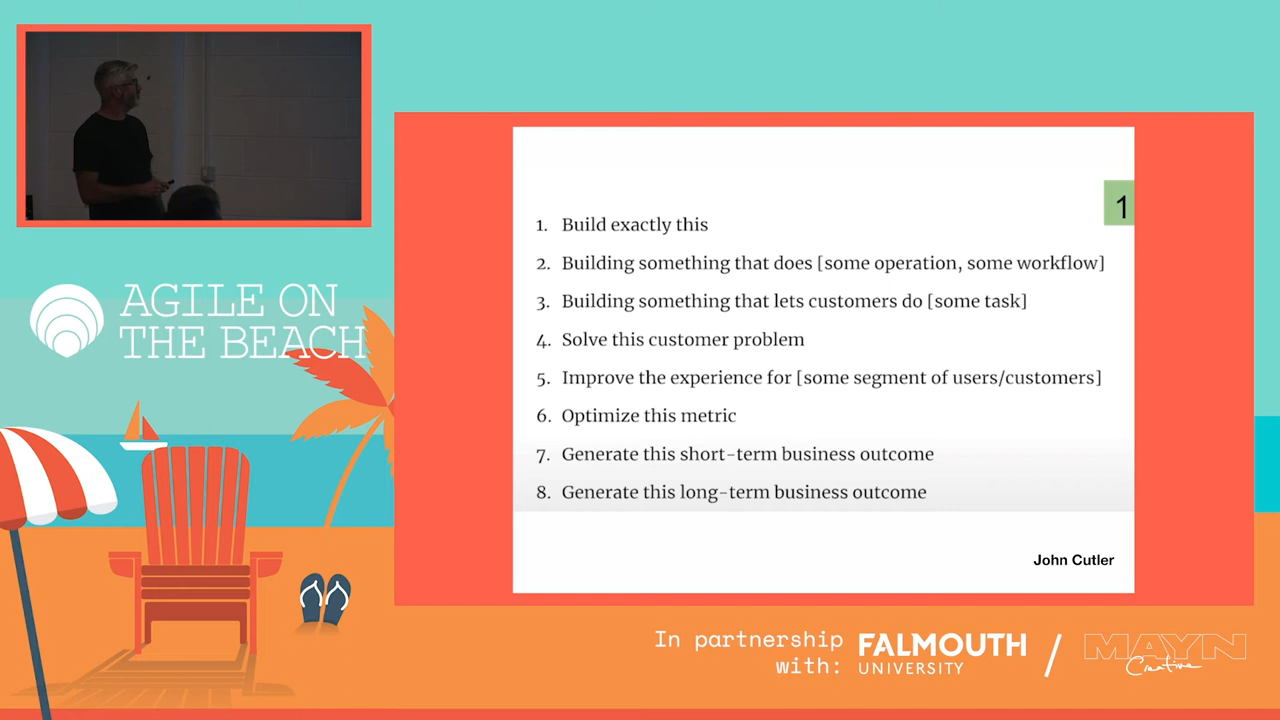 AGILE ON
THE BEACH
1
1. Build exactly this
2. Building something that does [some operation, some workflow]
3. Building something that lets customers do [some task]
4. Solve this customer problem
5. Improve the experience for [some segment of users/customers]
6. Optimize this metric
7. Generate this short-term business outcome
8. Generate this long-term business outcome
John Cutler
In partnership
with:
FALMOUTH
UNIVERSITY
/
MAYN
Creative